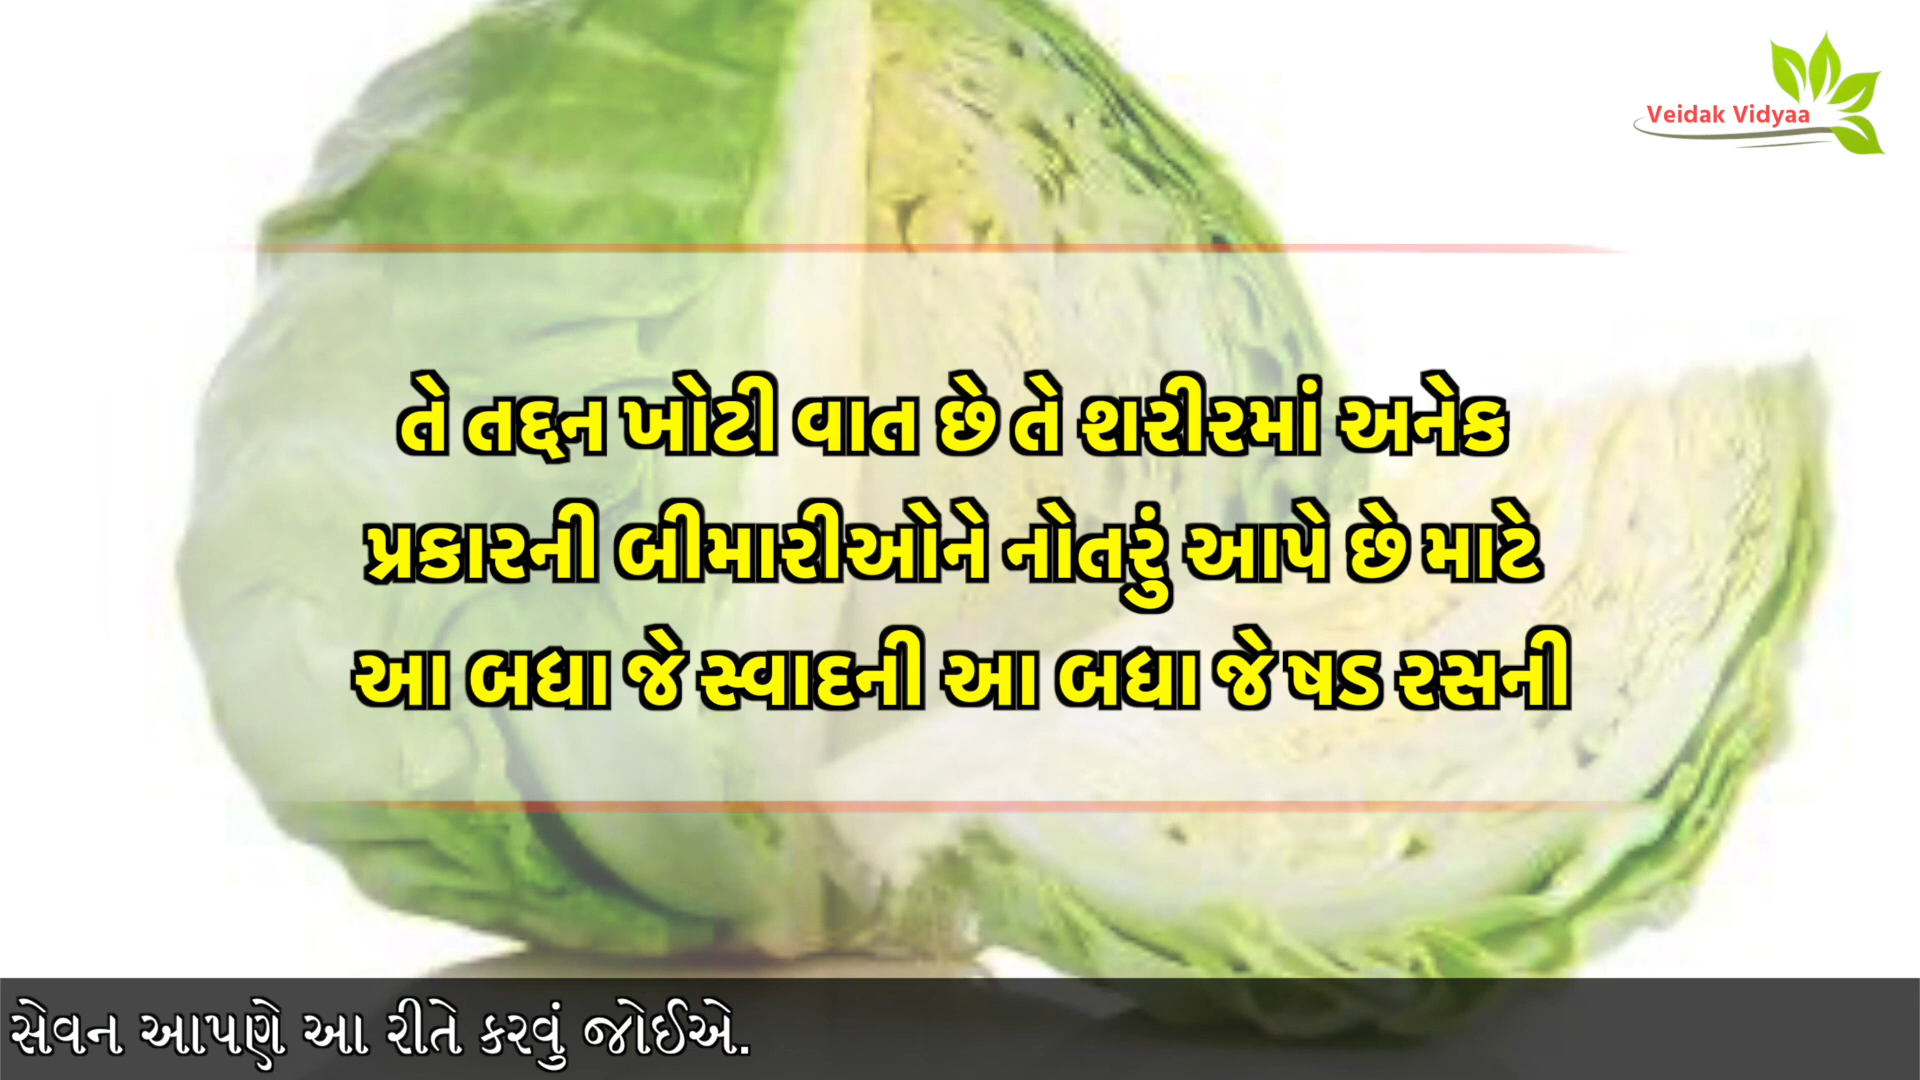 Veidak Vidyaa
તે તદ્દન ખોટી વાત છે તે શરીરમાં અનેક
પ્રકારની બીમારીઓને નોતરું આપે છે માટે
આ બધા જે સ્વાદની આ બધા જે ષડ રસની
સેવન આપણે આ રીતે કરવું જોઈએ.